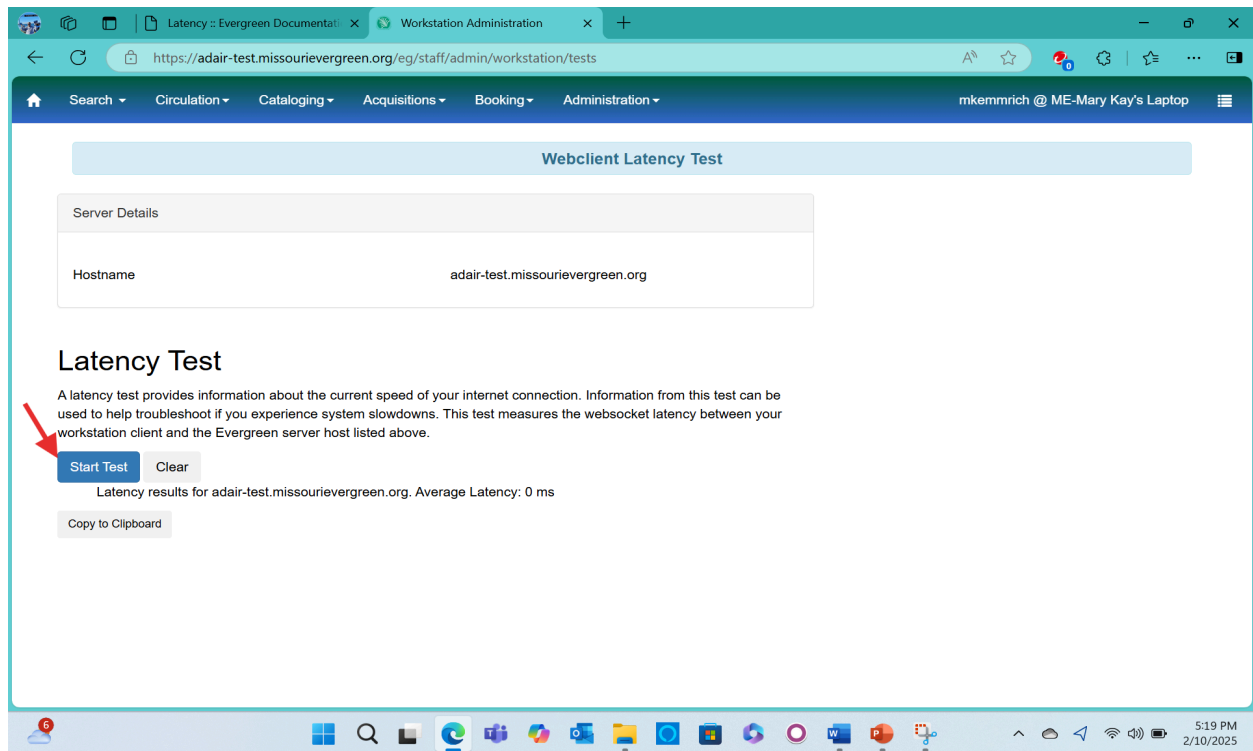 Latency :: Evergreen Documentati
Workstation Administration
https://adair-test.missourievergreen.org/eg/staff/admin/workstation/tests
0
Search Circulation Cataloging Acquisitions Booking Administration mkemmrich @ ME-Mary Kay's Laptop
Webclient Latency Test
Server Details
Hostname adair-test.missourievergreen.org
Latency Test
A latency test provides information about the current speed of your internet connection. Information from this test can be
used to help troubleshoot if you experience system slowdowns. This test measures the websocket latency between your
workstation client and the Evergreen server host listed above.
Start Test Clear
Latency results for adair-test.missourievergreen.org. Average Latency: 0 ms
Copy to Clipboard
6
5:19 PM
2/10/2025